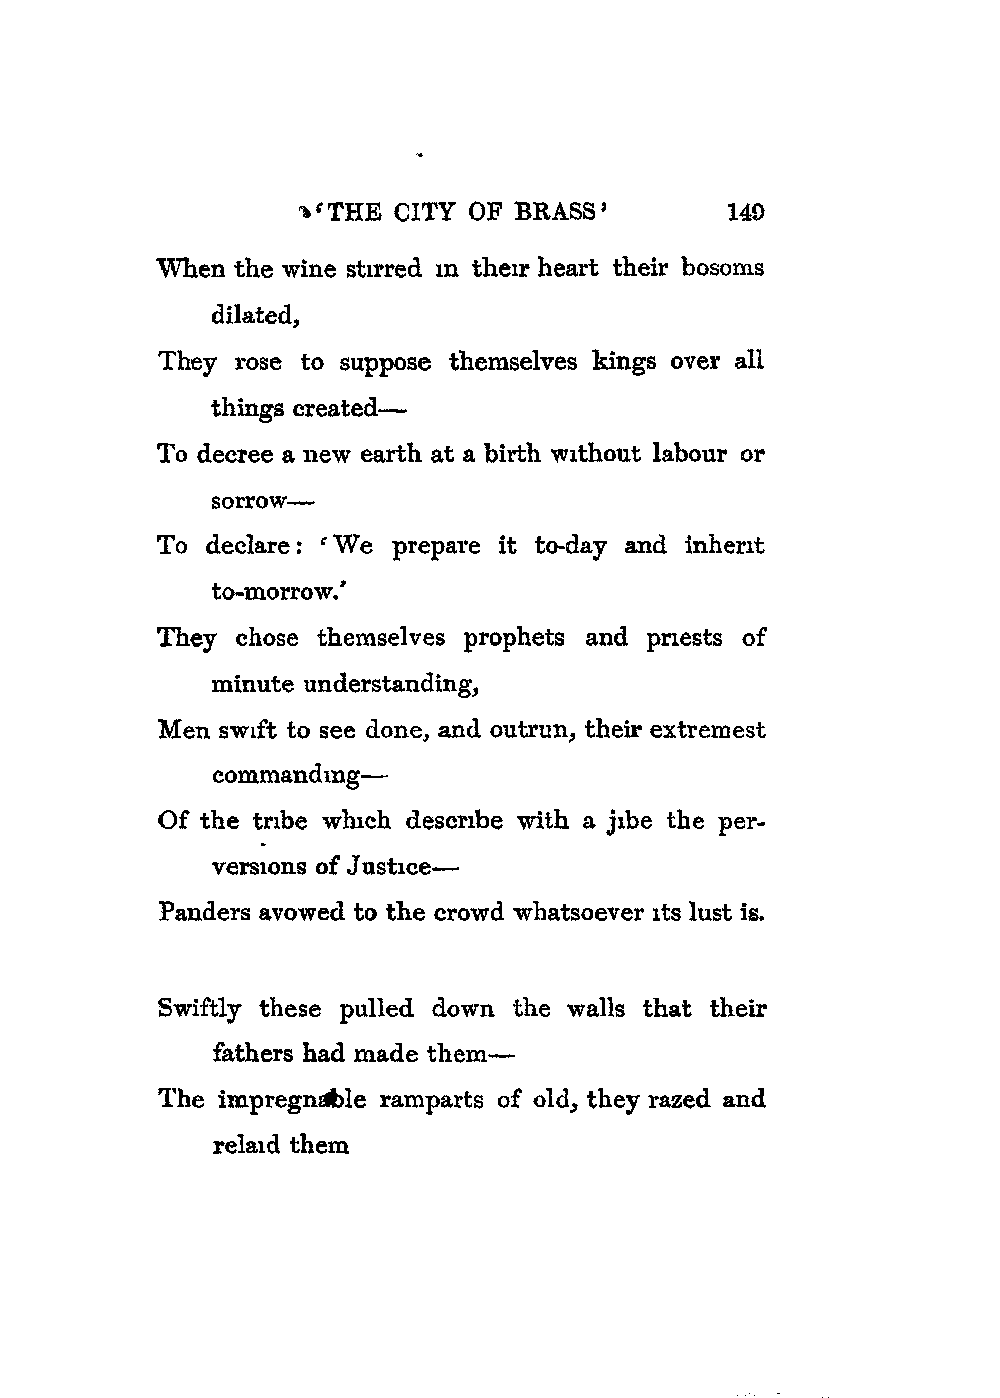 'THE CITY OF BRASS' 149
When the wine stirred in their heart their bosoms
dilated,
They rose to suppose themselves kings over all
things created—
To decree a new earth at a birth without labour or
sorrow—
To declare: 'We prepare it to-day and inherit
to-morrow.'
They chose themselves prophets and priests of
minute understanding,
Men swift to see done, and outrun, their extremest
commanding—
Of the tribe which describe with a jibe the per-
versions of Justice—
Panders avowed to the crowd whatsoever its lust is.
Swiftly these pulled down the walls that their
fathers had made them—
The impregnable ramparts of old, they razed and
relaid them